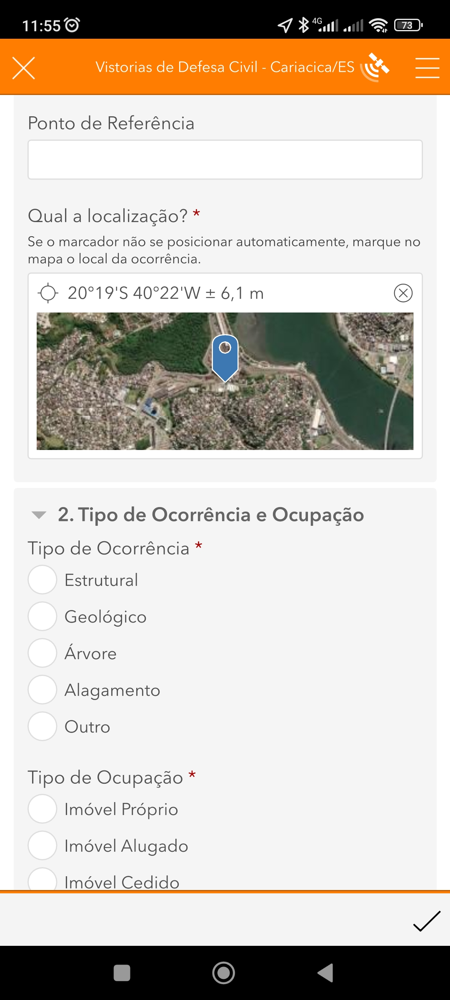 11:55
4G
73
Vistorias de Defesa Civil - Cariacica/ES
Ponto de Referência
Qual a localização? *
Se o marcador não se posicionar automaticamente, marque no
mapa o local da ocorrência.
20°19'S 40°22'W ± 6,1 m
2. Tipo de Ocorrência e Ocupação
Tipo de Ocorrência *
Estrutural
Geológico
Árvore
Alagamento
Outro
Tipo de Ocupação *
Imóvel Próprio
Imóvel Alugado
Imóvel Cedido